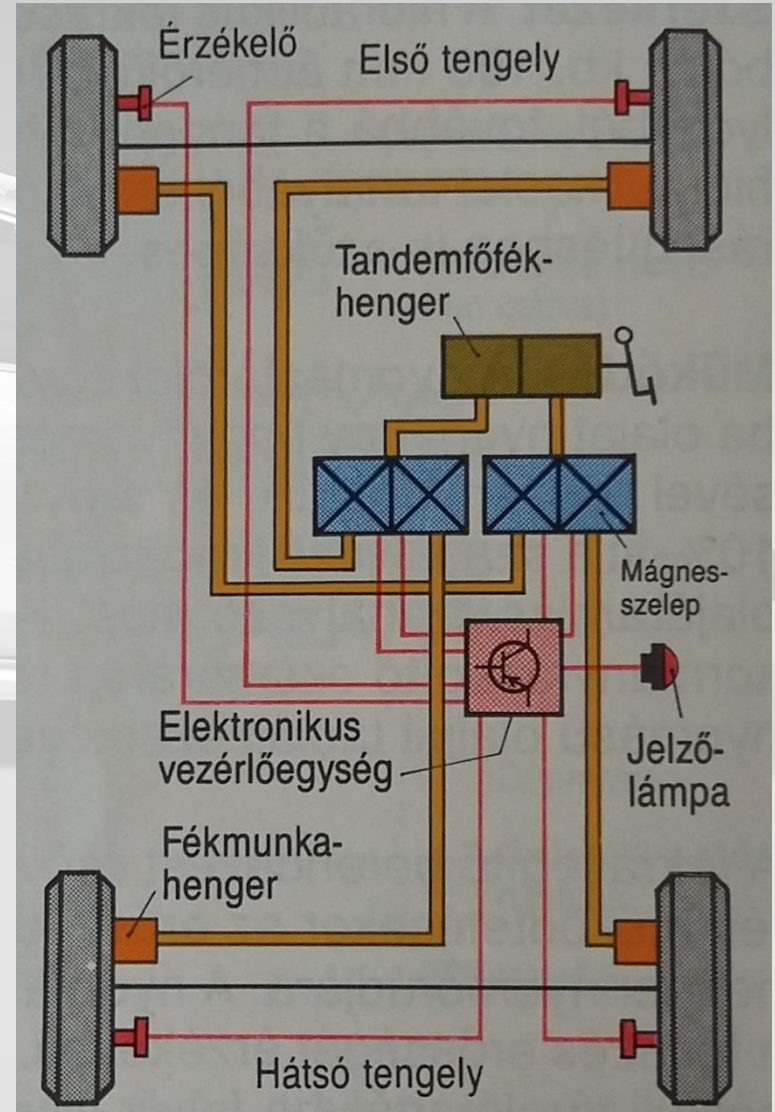 Érzékelő
Első tengely
Tandemfőfék-
henger
Mágnes-
szelep
Elektronikus
vezérlőegység
Jelző-
lámpa
Fékmunka-
henger
Hátsó tengely